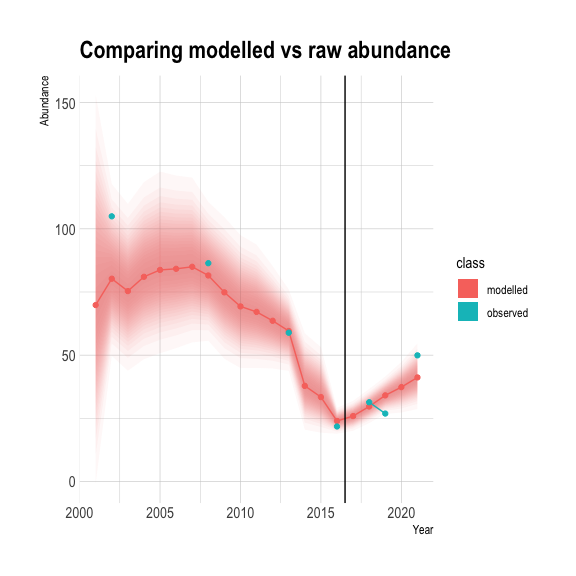 Comparing modelled vs raw abundance
Abundance
150
100
50
0
2000 2005 2010 2015 2020
Year
class
modelled
observed